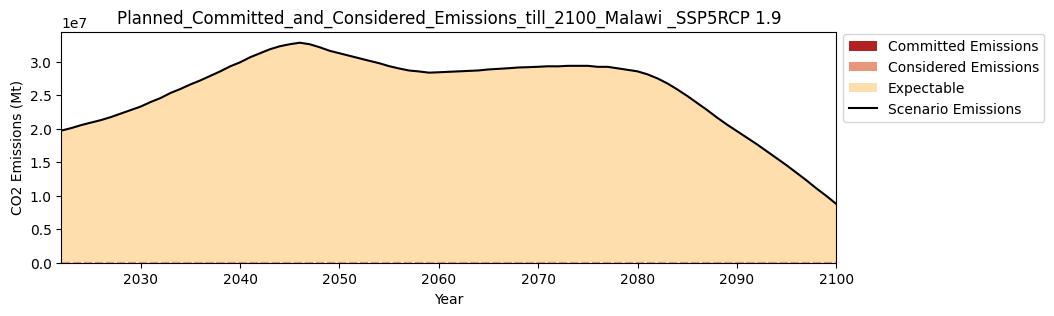 Planned_Committed_and_Considered_Emissions_till_2100_Malawi _SSP5RCP 1.9
1e7
3.0
2.5
2.0
1.5
1.0
0.5
0.0
CO2 Emissions (Mt)
2030 2040 2050 2060 2070 2080 2090 2100
Year
Committed Emissions
Considered Emissions
Expectable
Scenario Emissions